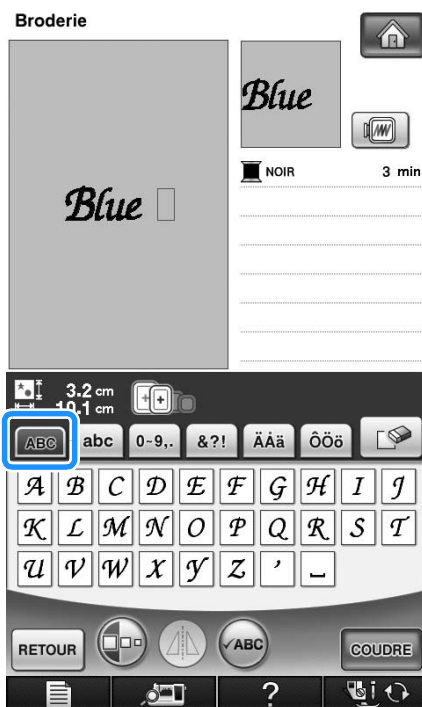 Broderie
Blue
Blue
NOIR 3 min
3.2 cm
10.1 cm
ABC abc 0~9,. &?! ÄÅä ÔÖö
A B C D E F G H I J
K L M N O P Q R S T
U V W X Y Z ’ _
RETOUR ✓ABC COUDRE
? i